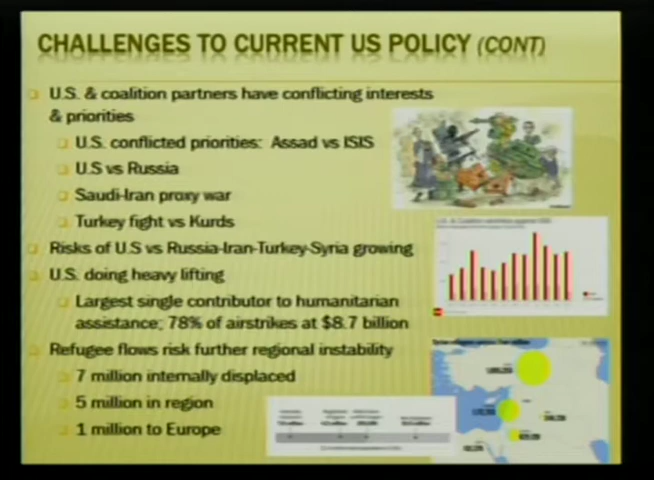 CHALLENGES TO CURRENT US POLICY (CONT)
U.S. & coalition partners have conflicting interests
& priorities
U.S. conflicted priorities: Assad vs ISIS
U.S vs Russia
Saudi-Iran proxy war
Turkey fight vs Kurds
Risks of U.S vs Russia-Iran-Turkey-Syria growing
U.S. doing heavy lifting
Largest single contributor to humanitarian
assistance; 78% of airstrikes at $8.7 billion
Refugee flows risk further regional instability
7 million internally displaced
5 million in region
1 million to Europe